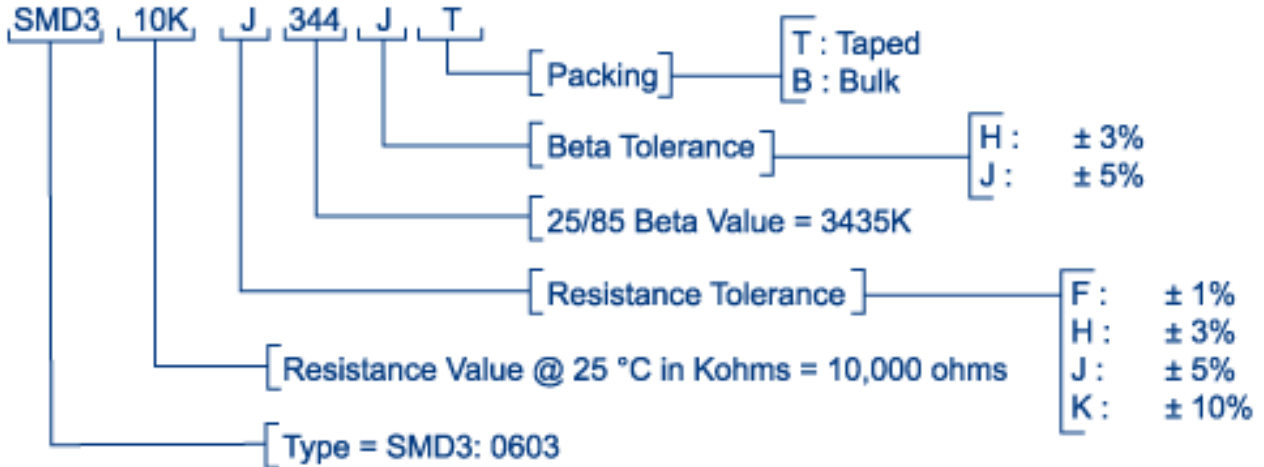 SMD3 10K J 344 J T
T : Taped
Packing
B : Bulk
H : ± 3%
Beta Tolerance
J : ± 5%
25/85 Beta Value = 3435K
Resistance Tolerance
F : ± 1%
H : ± 3%
Resistance Value @ 25 °C in Kohms = 10,000 ohms
J : ± 5%
K : ± 10%
Type = SMD3: 0603